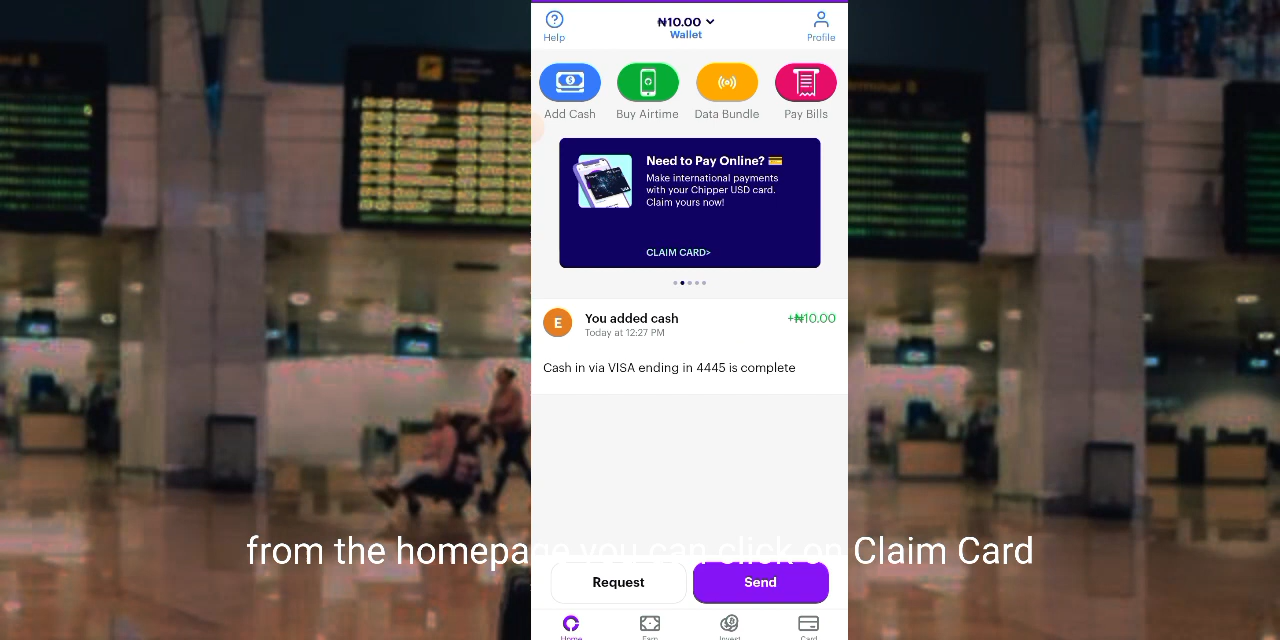 ₦10.00
Help
Wallet
Profile
Add Cash
Buy Airtime
Data Bundle
Pay Bills
Need to Pay Online? 💳
Make international payments
with your Chipper USD card.
Claim yours now!
CLAIM CARD>
E
You added cash
+₦10.00
Today at 12:27 PM
Cash in via VISA ending in 4445 is complete
from the homepage you can click on Claim Card
Request
Send
Home
Earn
Invest
Card